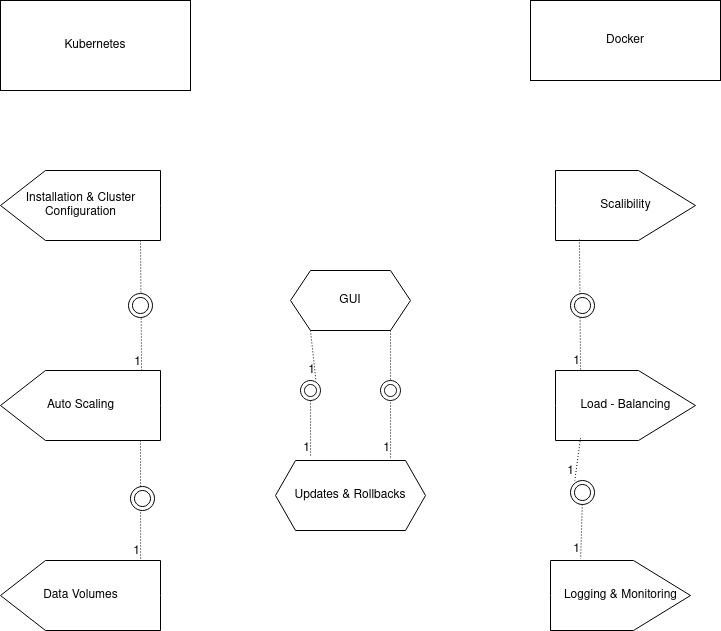 Kubernetes
Docker
Installation & Cluster
Configuration
Scalibility
GUI
1
1
1
Auto Scaling
Load - Balancing
1
1
1
Updates & Rollbacks
1
1
Data Volumes
Logging & Monitoring